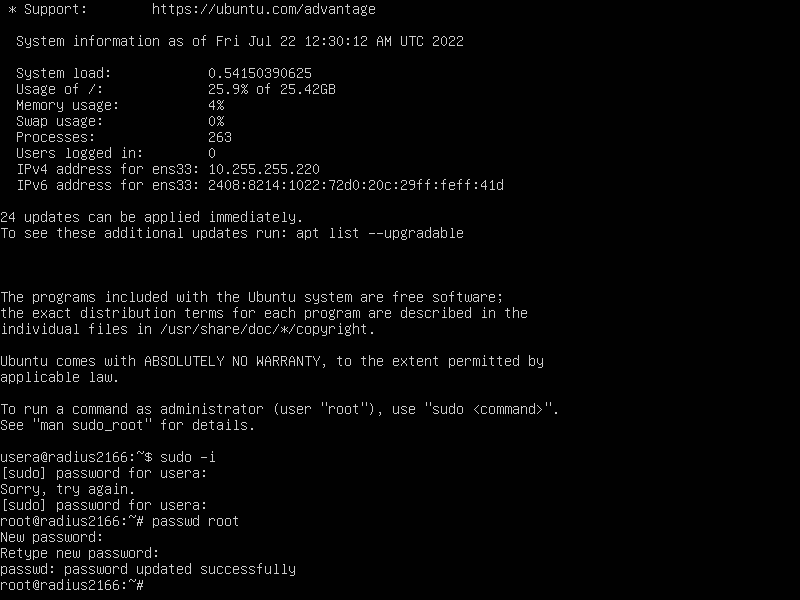 * Support:        https://ubuntu.com/advantage
  System information as of Fri Jul 22 12:30:12 AM UTC 2022
  System load:            0.54150390625
  Usage of /:             25.9% of 25.42GB
  Memory usage:           4%
  Swap usage:             0%
  Processes:              263
  Users logged in:        0
  IPv4 address for ens33: 10.255.255.220
  IPv6 address for ens33: 2408:8214:1022:72d0:20c:29ff:feff:41d
24 updates can be applied immediately.
To see these additional updates run: apt list --upgradable
The programs included with the Ubuntu system are free software;
the exact distribution terms for each program are described in the
individual files in /usr/share/doc/*/copyright.
Ubuntu comes with ABSOLUTELY NO WARRANTY, to the extent permitted by
applicable law.
To run a command as administrator (user "root"), use "sudo <command>".
See "man sudo_root" for details.
usera@radius2166:~$ sudo -i
[sudo] password for usera:
Sorry, try again.
[sudo] password for usera:
root@radius2166:~# passwd root
New password:
Retype new password:
passwd: password updated successfully
root@radius2166:~#